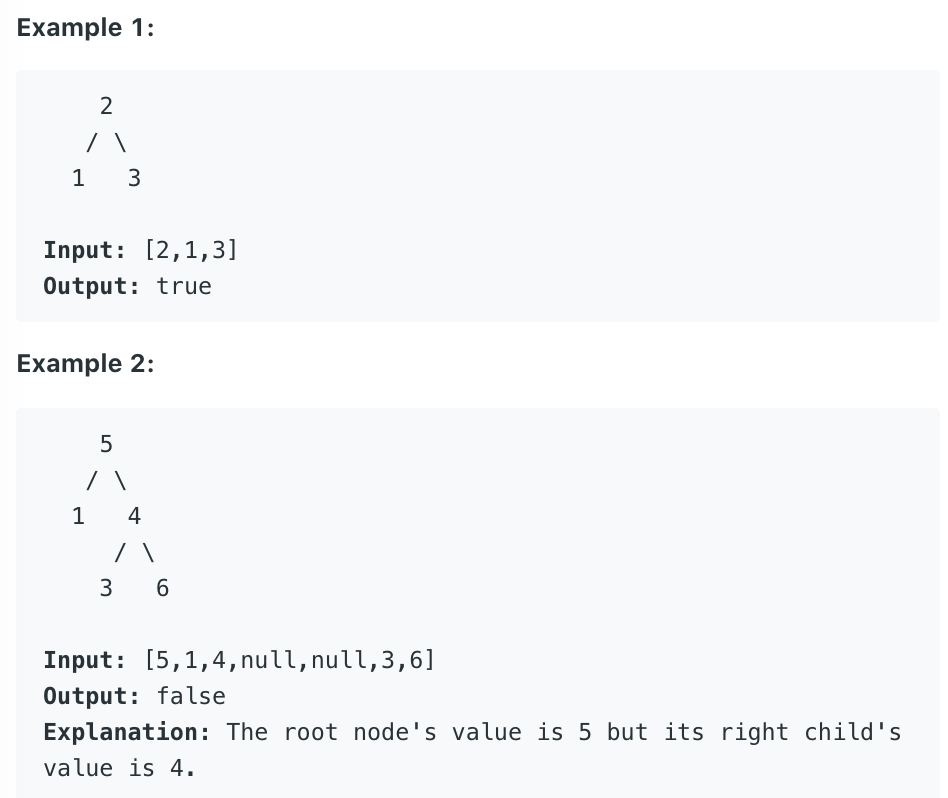 Example 1:
    2
   / \
  1   3
Input: [2,1,3]
Output: true
Example 2:
    5
   / \
  1   4
     / \
    3   6
Input: [5,1,4,null,null,3,6]
Output: false
Explanation: The root node's value is 5 but its right child's
value is 4.